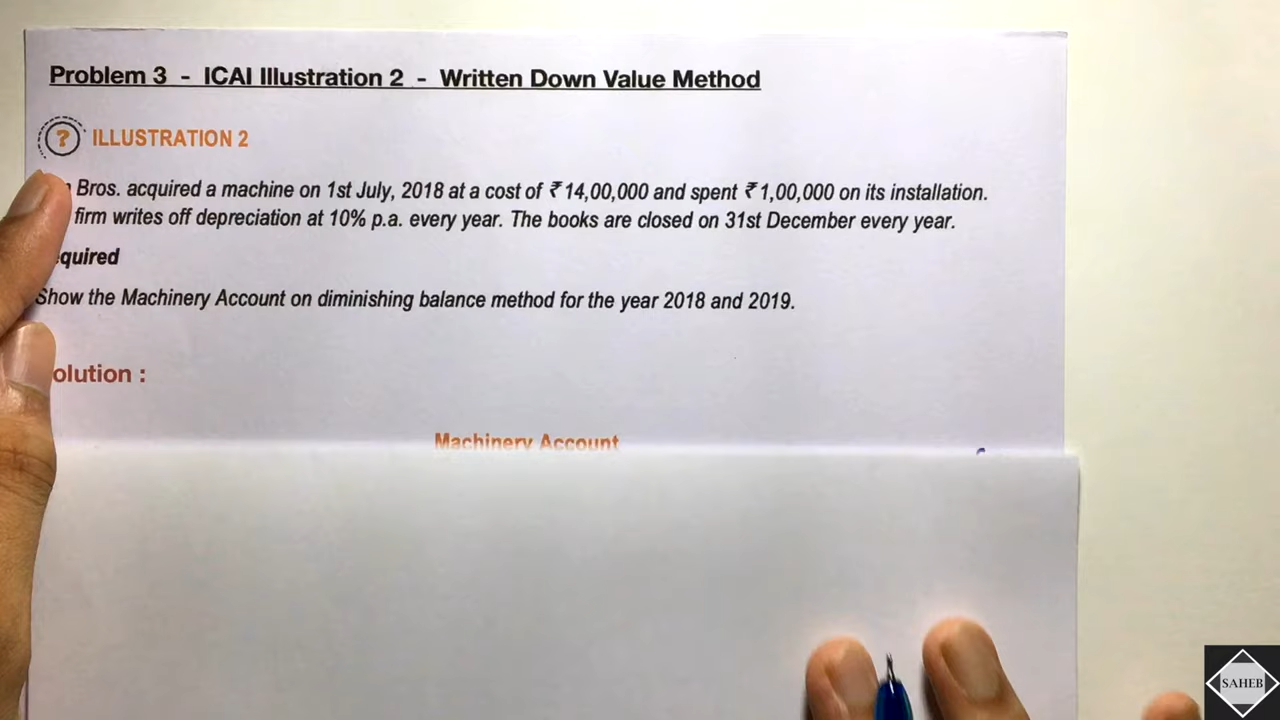 Problem 3 - ICAI Illustration 2 - Written Down Value Method
? ILLUSTRATION 2
Bros. acquired a machine on 1st July, 2018 at a cost of ₹ 14,00,000 and spent ₹ 1,00,000 on its installation.
firm writes off depreciation at 10% p.a. every year. The books are closed on 31st December every year.
quired
Show the Machinery Account on diminishing balance method for the year 2018 and 2019.
olution :
Machinery Account
SAHEB